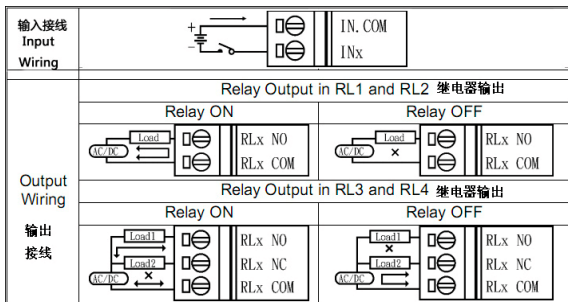 输入接线
Input
Wiring
+
-
IN.COM
INx
Output
Wiring
输出
接线
Relay Output in RL1 and RL2 继电器输出
Relay ON
Relay OFF
Load
AC/DC
RLx NO
RLx COM
Load
AC/DC
RLx NO
RLx COM
Relay Output in RL3 and RL4 继电器输出
Relay ON
Relay OFF
Load1
Load2
AC/DC
RLx NO
RLx NC
RLx COM
Load1
Load2
AC/DC
RLx NO
RLx NC
RLx COM